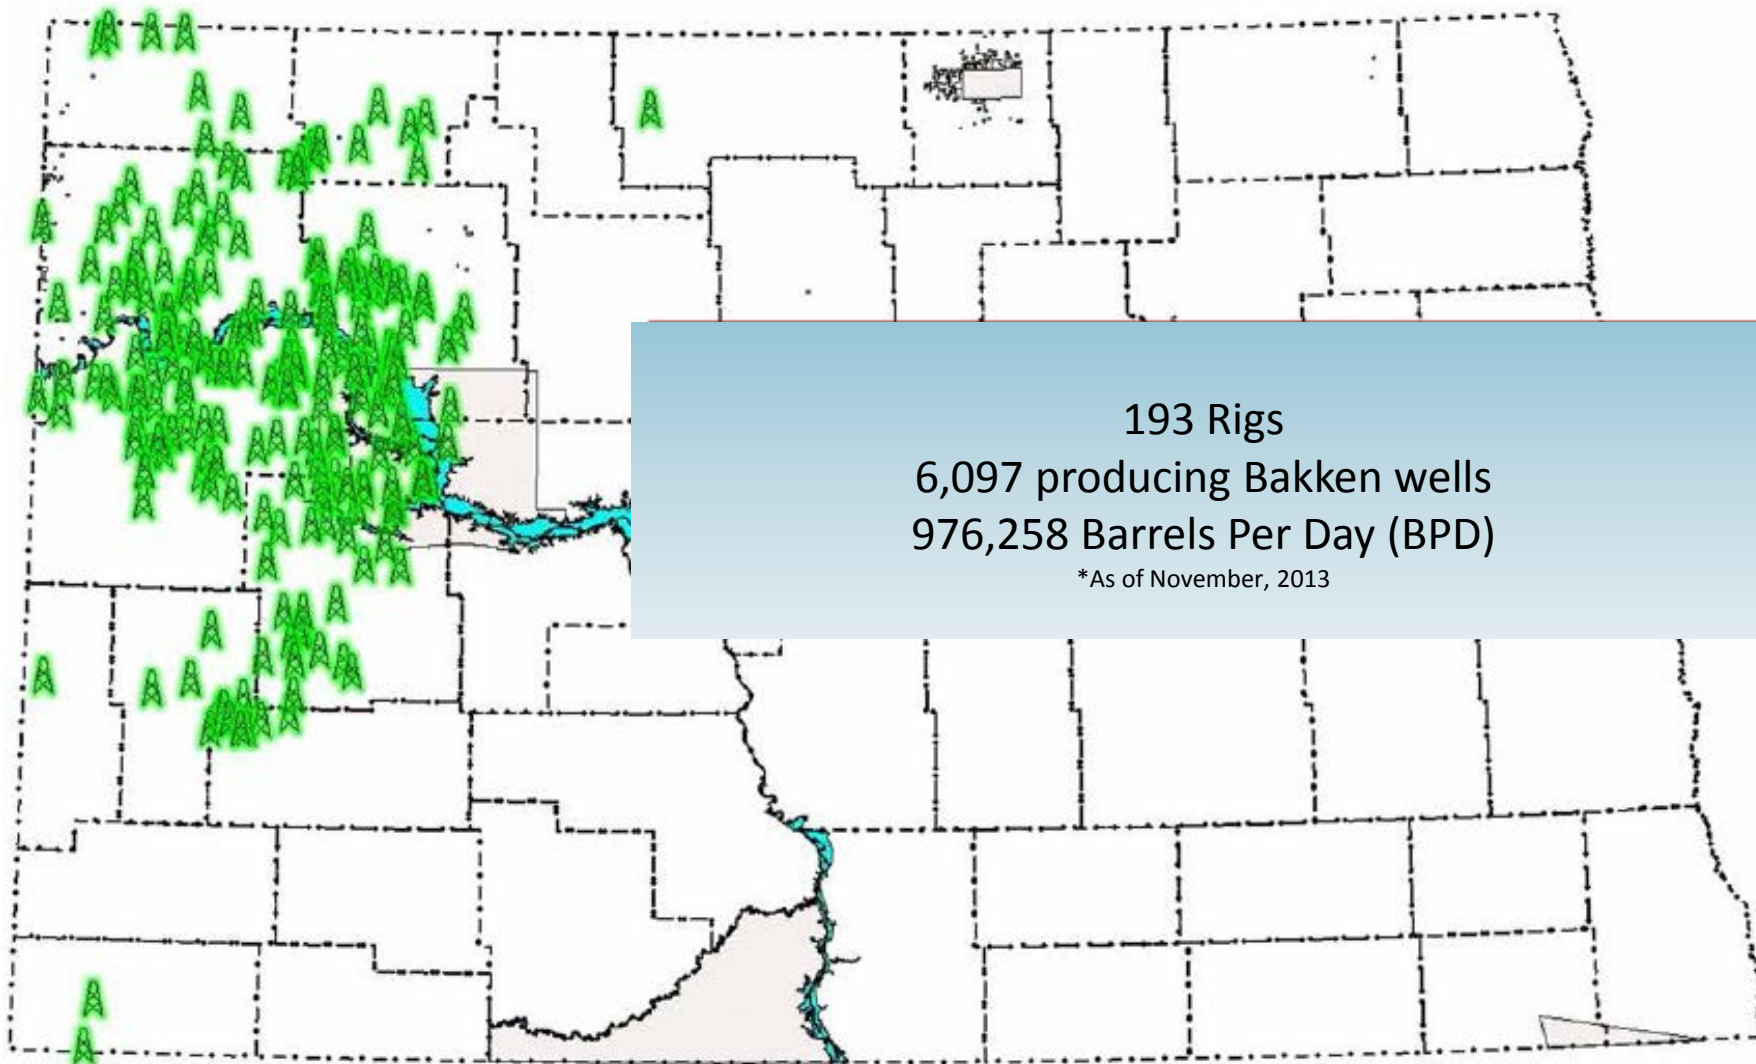 193 Rigs
6,097 producing Bakken wells
976,258 Barrels Per Day (BPD)
*As of November, 2013